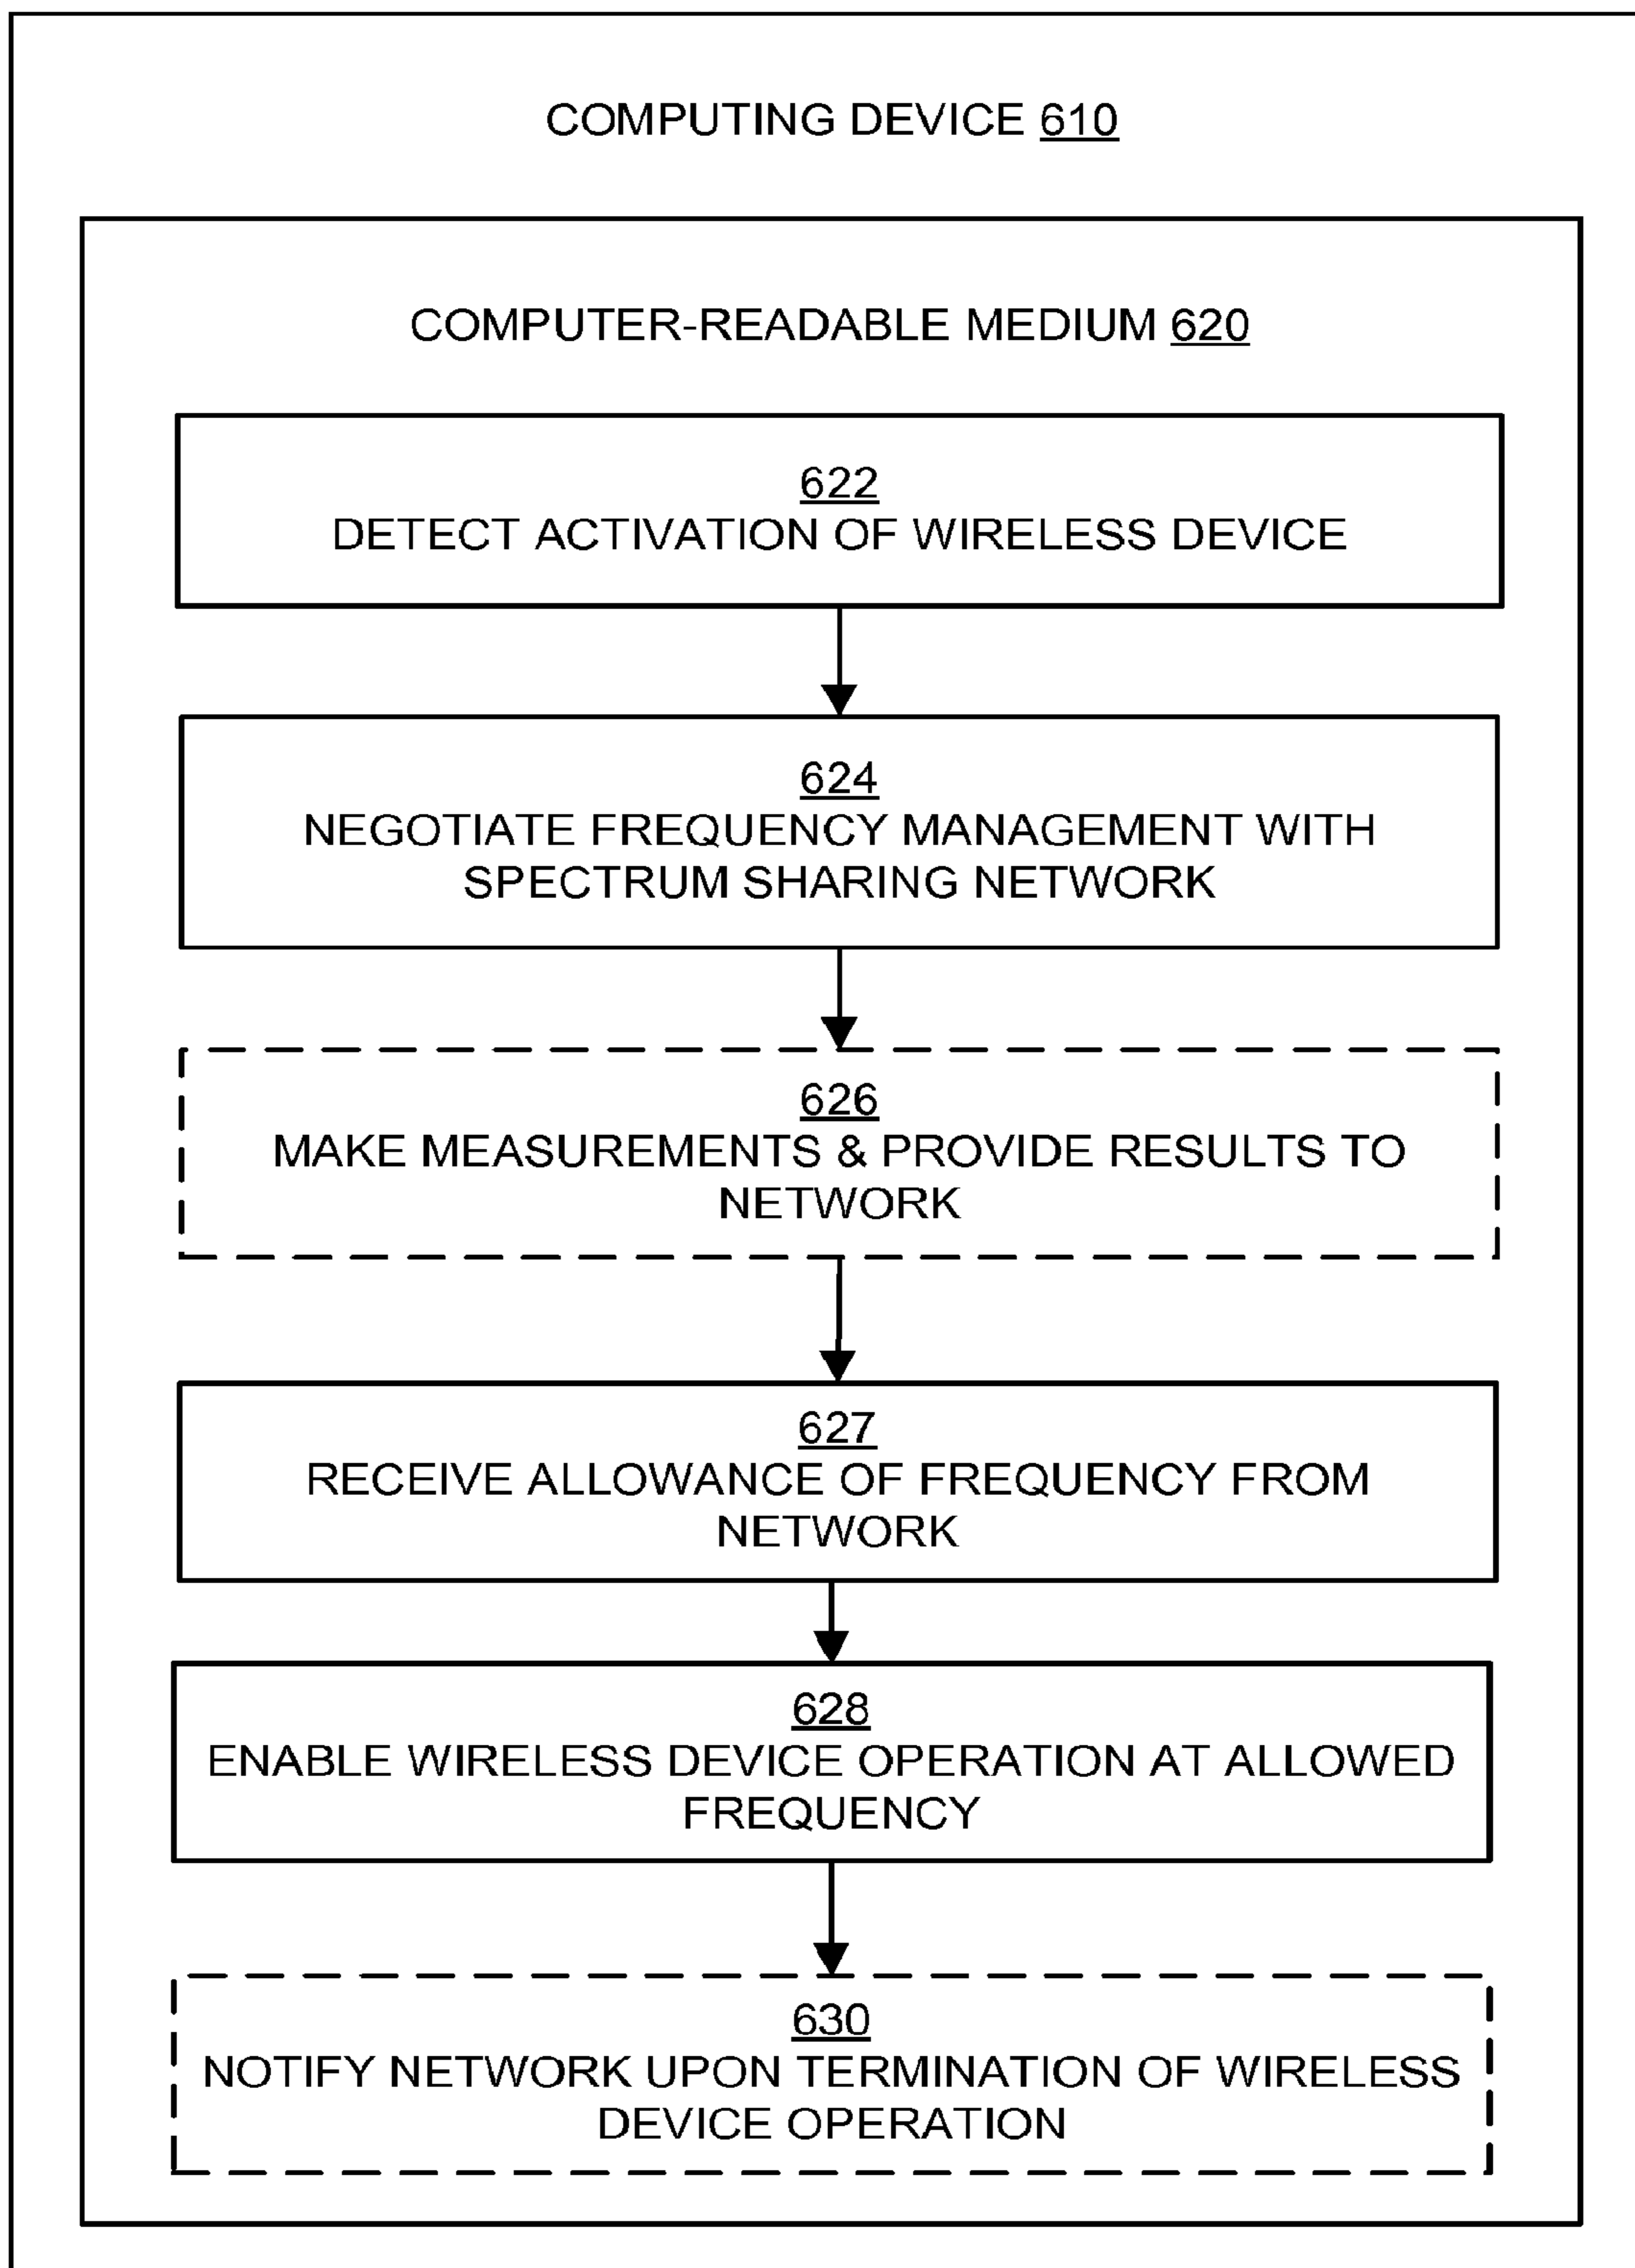 COMPUTING DEVICE 610
COMPUTER-READABLE MEDIUM 620
622
DETECT ACTIVATION OF WIRELESS DEVICE
624
NEGOTIATE FREQUENCY MANAGEMENT WITH
SPECTRUM SHARING NETWORK
626
MAKE MEASUREMENTS & PROVIDE RESULTS TO
NETWORK
627
RECEIVE ALLOWANCE OF FREQUENCY FROM
NETWORK
628
ENABLE WIRELESS DEVICE OPERATION AT ALLOWED
FREQUENCY
630
NOTIFY NETWORK UPON TERMINATION OF WIRELESS
DEVICE OPERATION